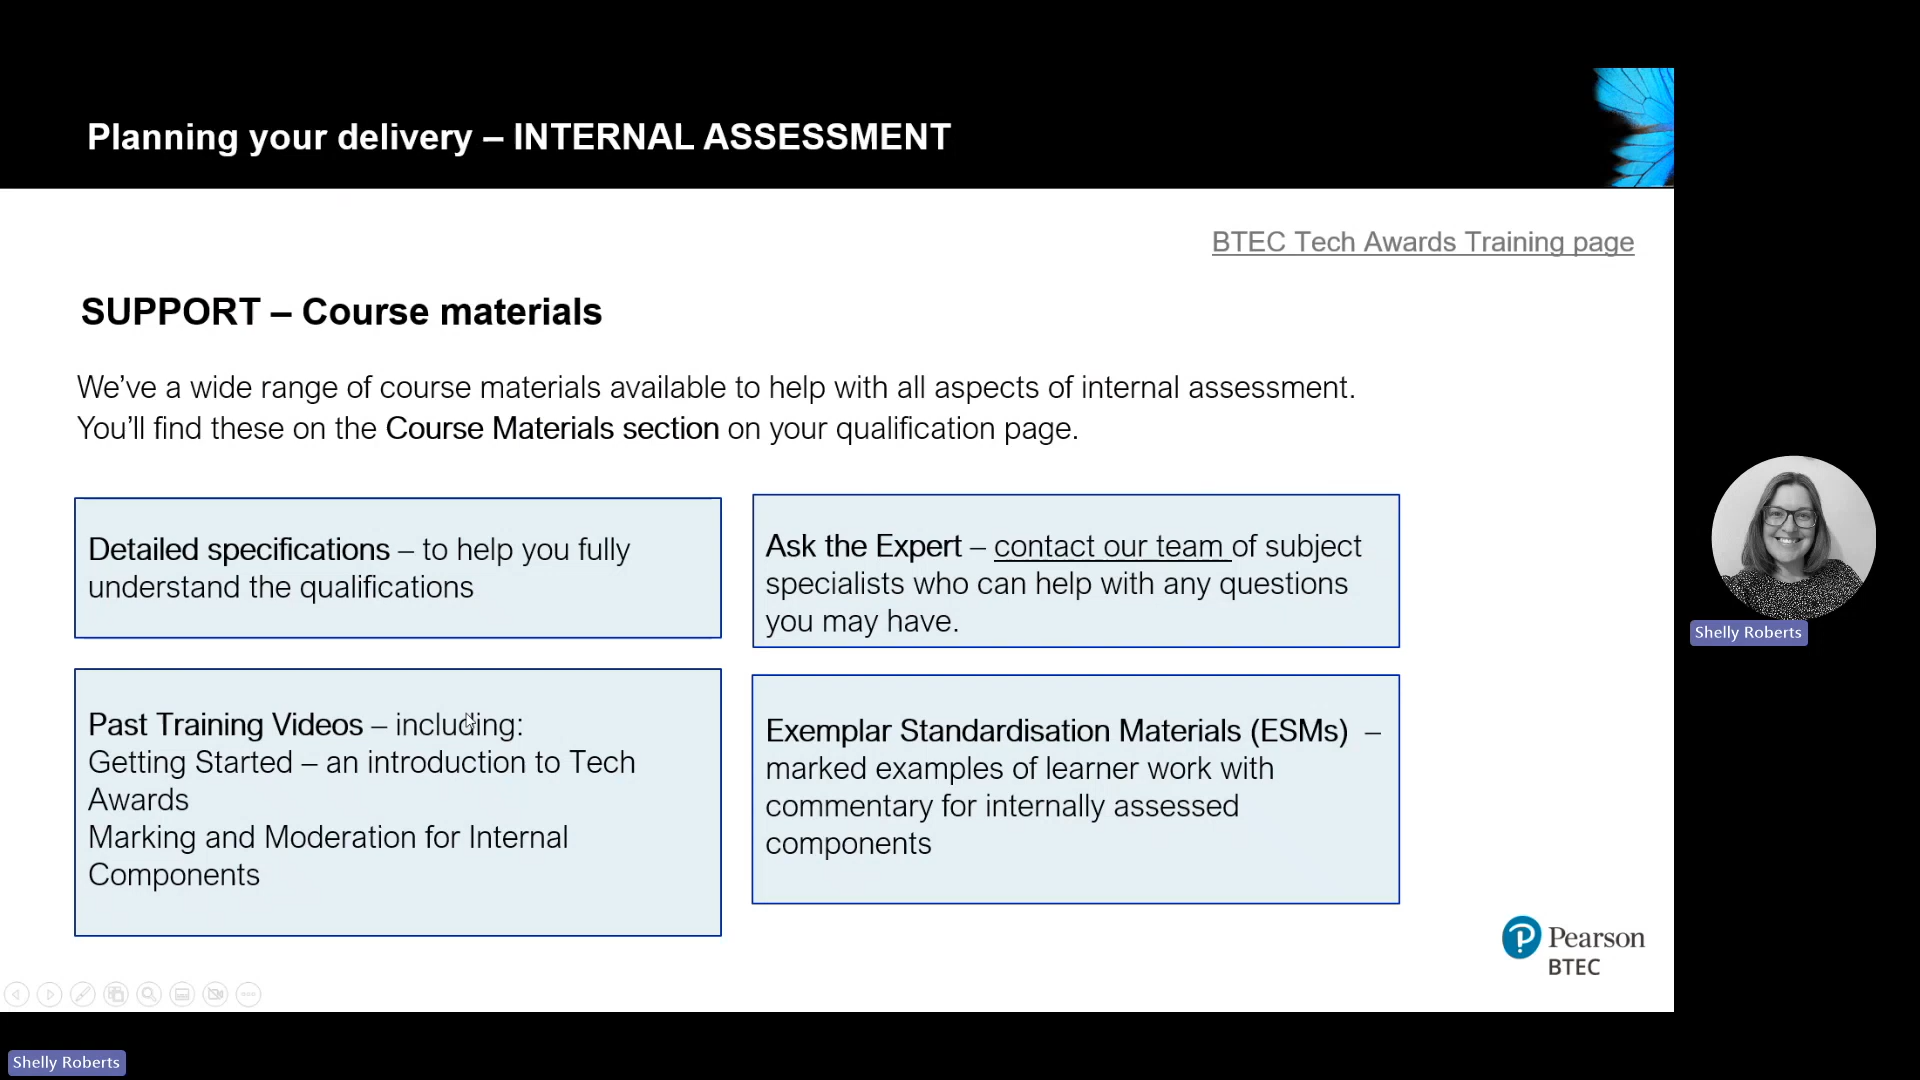 Planning your delivery – INTERNAL ASSESSMENT
BTEC Tech Awards Training page
SUPPORT – Course materials
We’ve a wide range of course materials available to help with all aspects of internal assessment.
You’ll find these on the Course Materials section on your qualification page.
Detailed specifications – to help you fully
understand the qualifications
Ask the Expert – contact our team of subject
specialists who can help with any questions
you may have.
Past Training Videos – including:
Getting Started – an introduction to Tech
Awards
Marking and Moderation for Internal
Components
Exemplar Standardisation Materials (ESMs) –
marked examples of learner work with
commentary for internally assessed
components
Pearson
BTEC
Shelly Roberts
Shelly Roberts